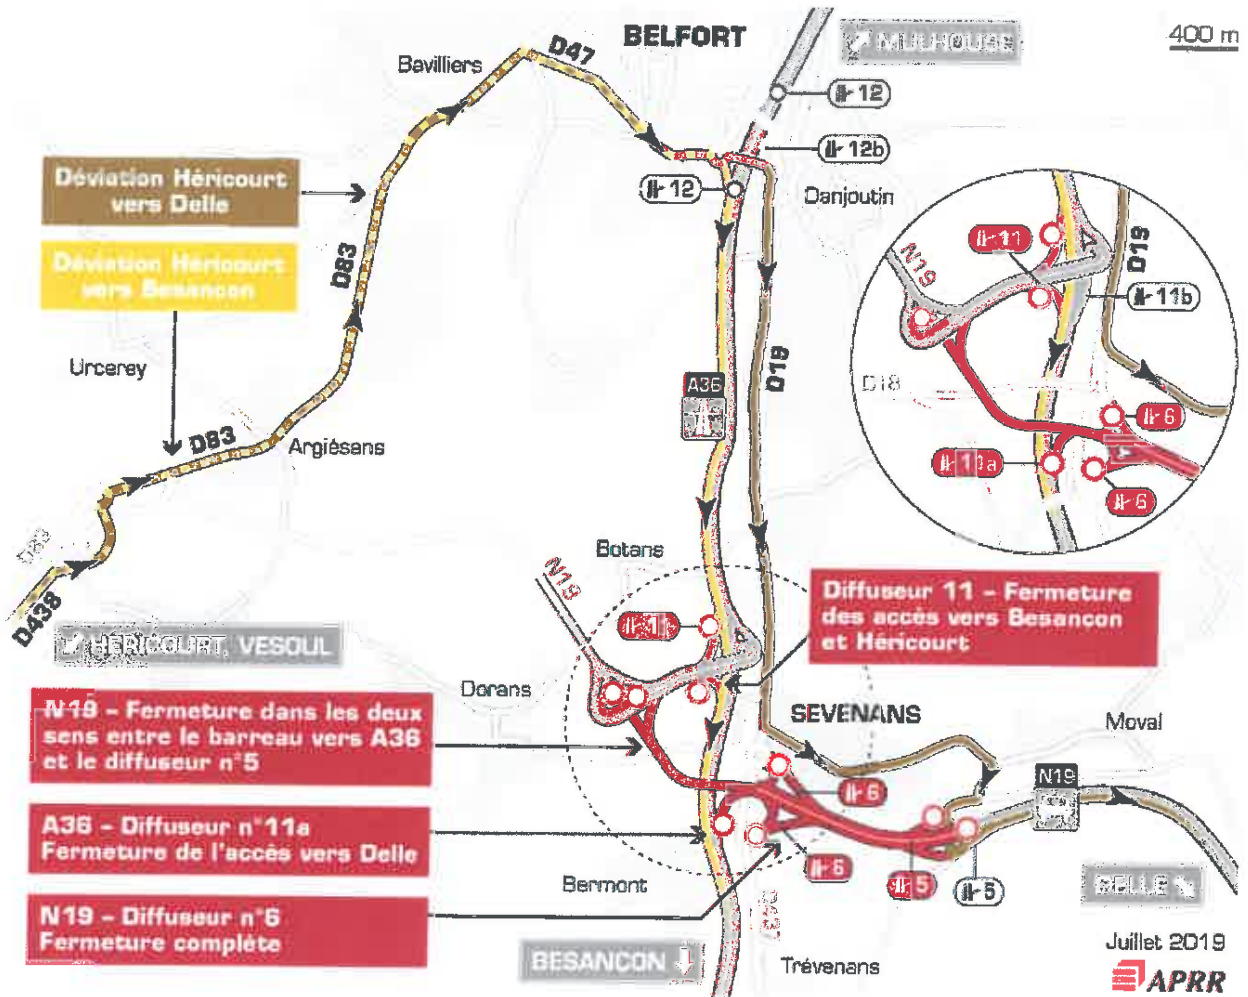 BELFORT
MULHOUSE
400 m
D47
Bavilliers
12
12b
12
Danjoutin
Déviation Héricourt
vers Delle
Déviation Héricourt
vers Besancon
D83
Urcerey
D83
Argiésans
D83
D438
HÉRICOURT, VESOUL
A36
D19
N19
11
D19
11b
D18
6
6
Botans
N19
Diffuseur 11 - Fermeture
des accès vers Besançon
et Héricourt
Dorans
SEVENANS
Moval
N19 - Fermeture dans les deux
sens entre le barreau vers A36
et le diffuseur n°5
N19
6
A36 - Diffuseur n°11a
Fermeture de l'accès vers Delle
6
5
5
Bermont
N19 - Diffuseur n°6
Fermeture complète
BESANCON
Trévenans
Juillet 2019
APRR